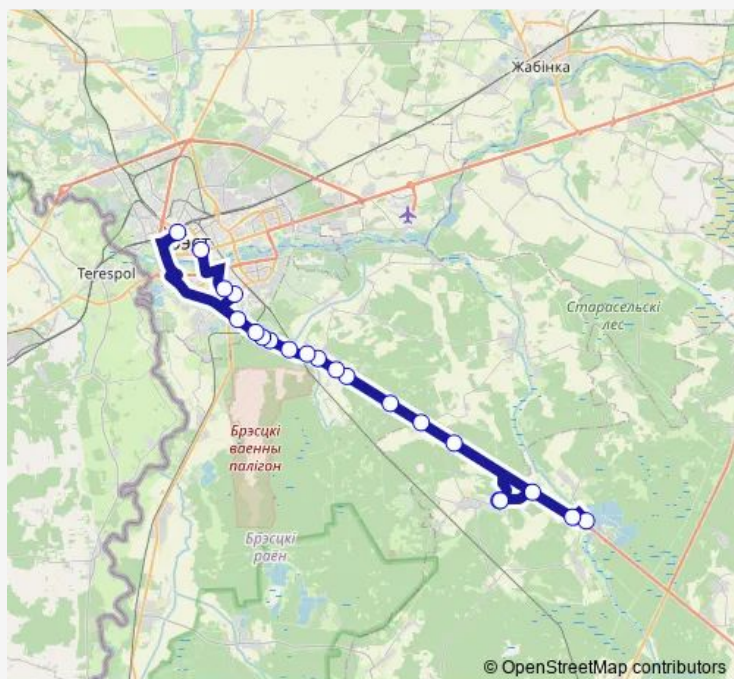 Жабінка
Terespol
Старасельскі
лес
Брэсцкі
ваенны
палігон
Брэсцкі
раён
© OpenStreetMap contributors